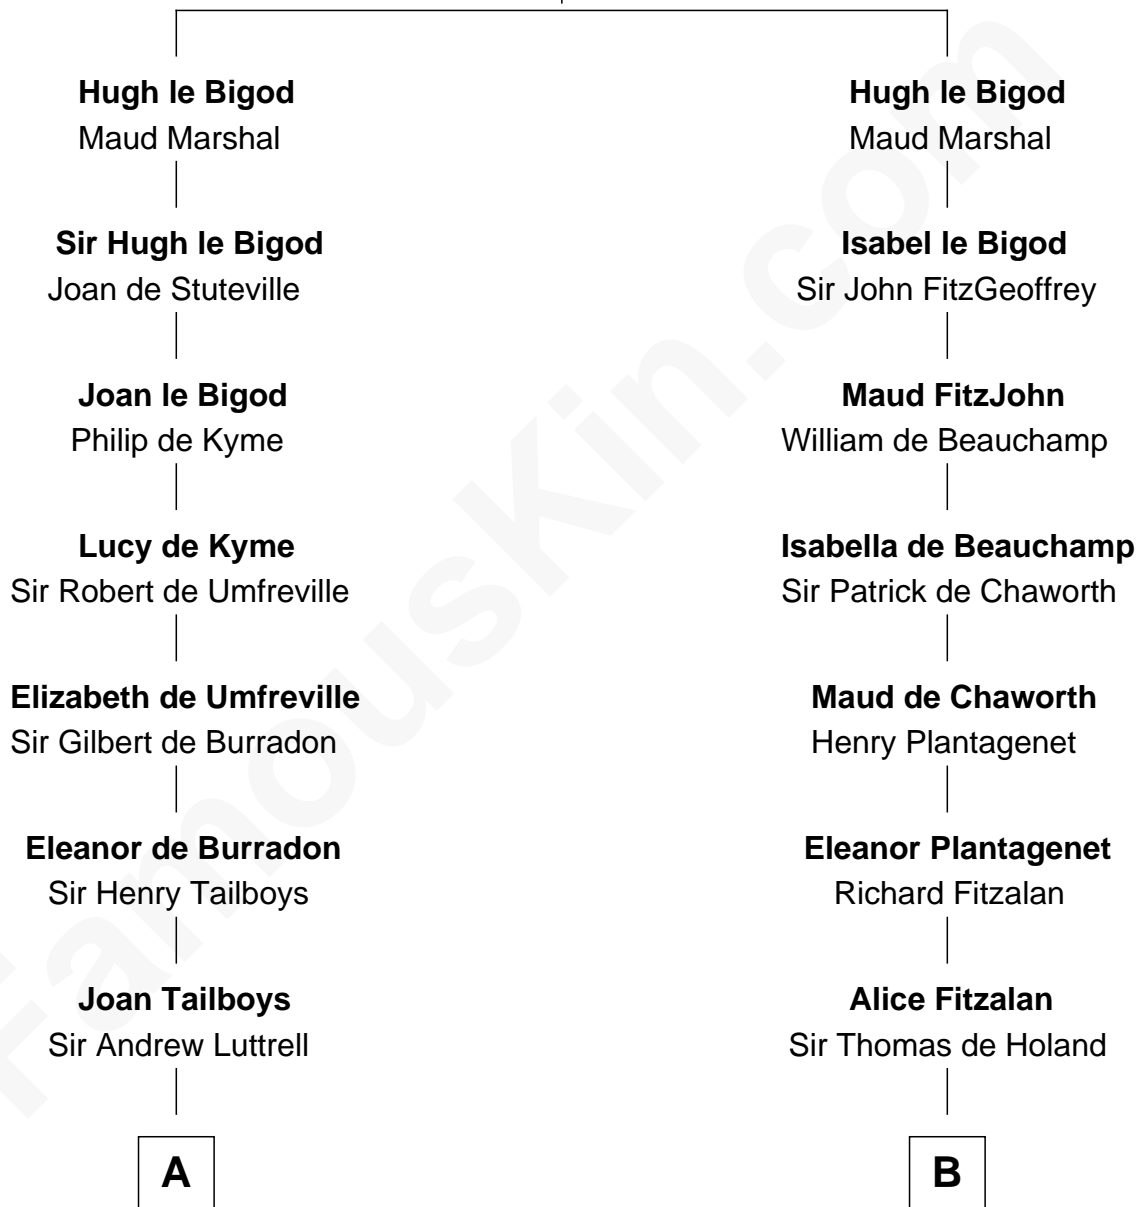 Hugh le Bigod
Maud Marshal
Sir Hugh le Bigod
Joan de Stuteville
Joan le Bigod
Philip de Kyme
Lucy de Kyme
Sir Robert de Umfreville
Elizabeth de Umfreville
Sir Gilbert de Burradon
Eleanor de Burradon
Sir Henry Tailboys
Joan Tailboys
Sir Andrew Luttrell
A
Hugh le Bigod
Maud Marshal
Isabel le Bigod
Sir John FitzGeoffrey
Maud FitzJohn
William de Beauchamp
Isabella de Beauchamp
Sir Patrick de Chaworth
Maud de Chaworth
Henry Plantagenet
Eleanor Plantagenet
Richard Fitzalan
Alice Fitzalan
Sir Thomas de Holand
B
FamousKin.com